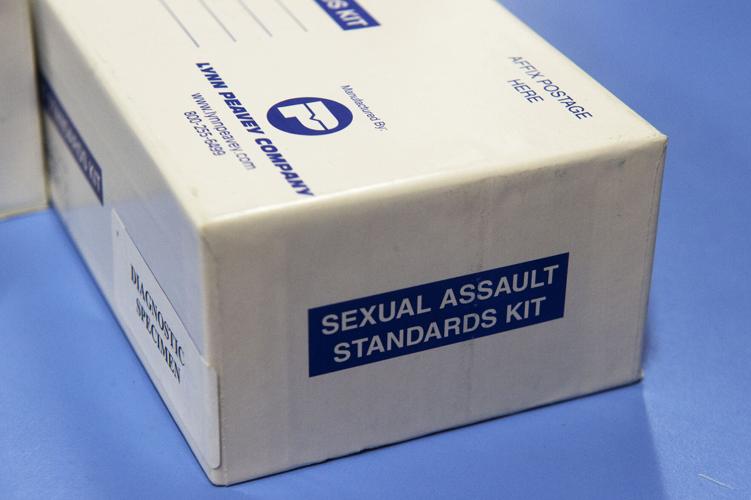 KIT
AFFIX POSTAGE
HERE
Manufactured By:
LYNN PEAVEY COMPANY
www.lynnpeavey.com
800-255-6499
KIT
DIAGNOSTIC
SPECIMEN
SEXUAL ASSAULT
STANDARDS KIT